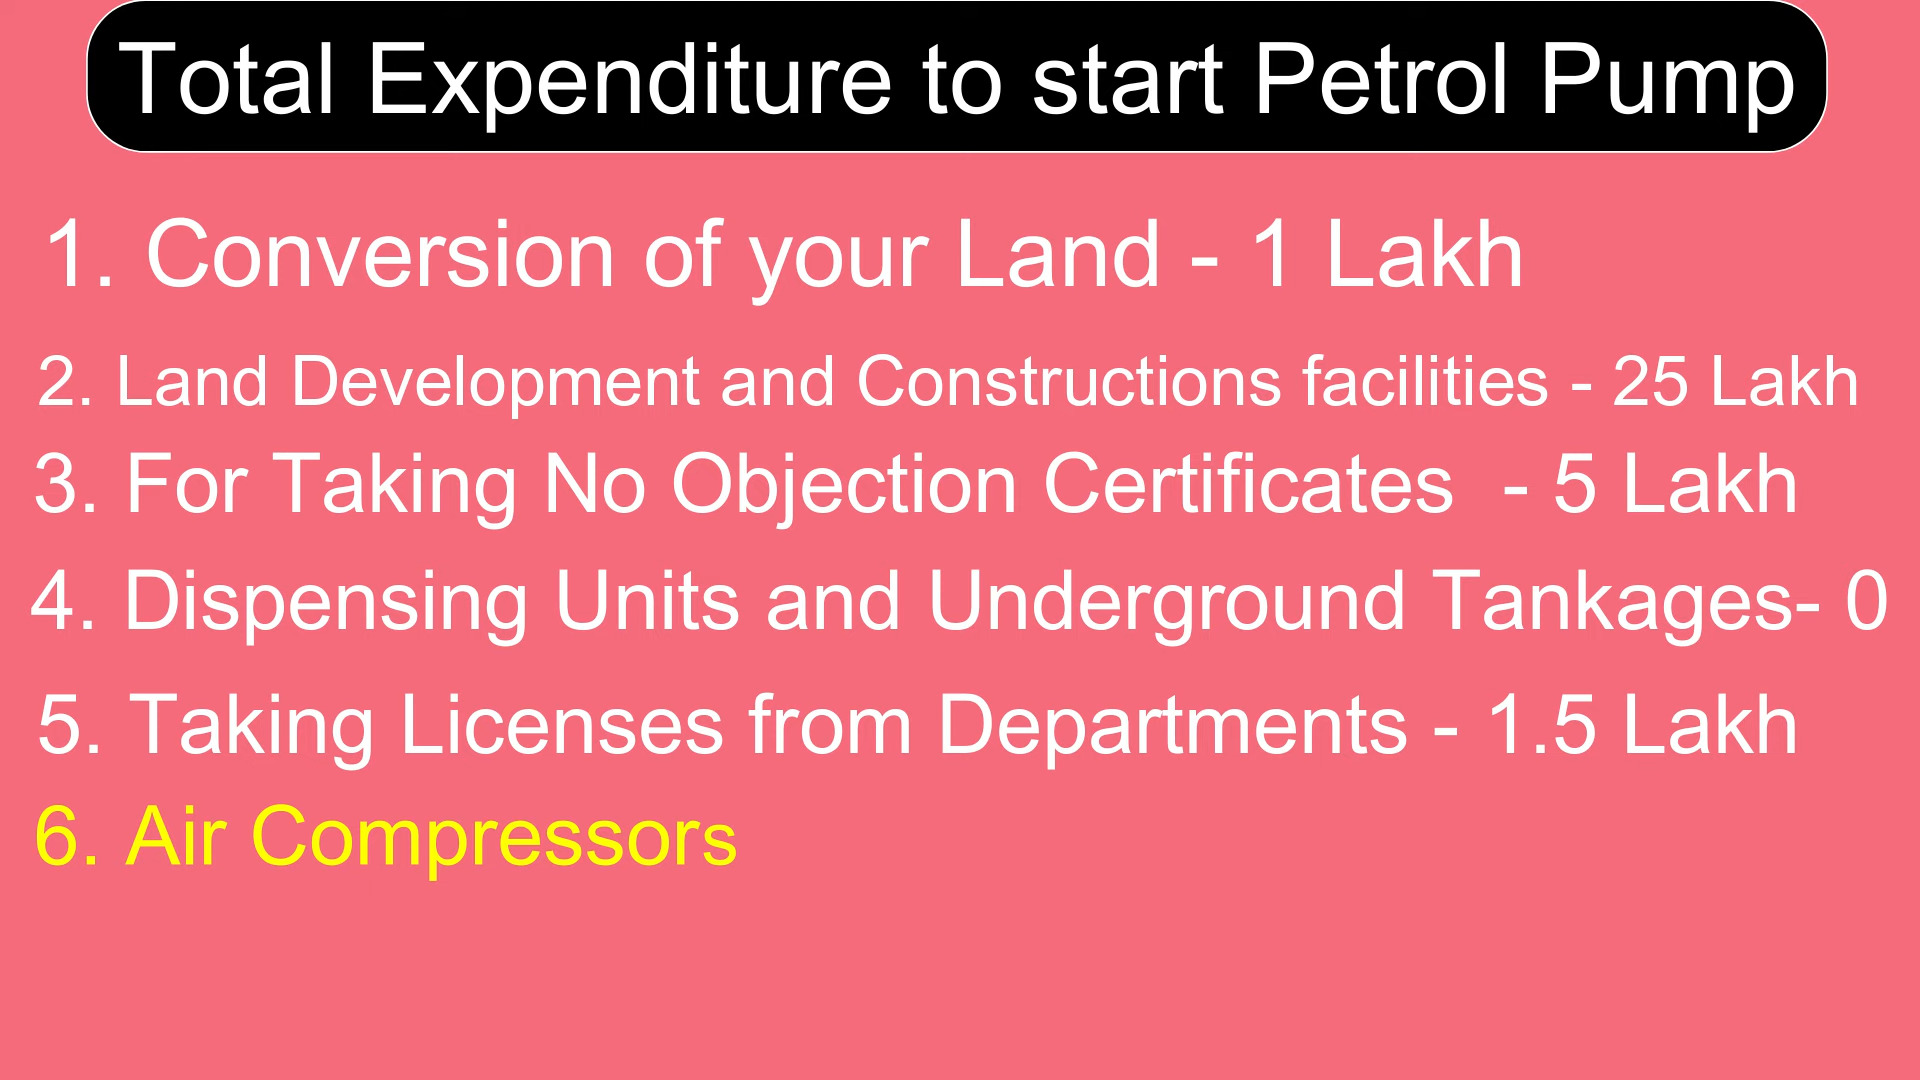 Total Expenditure to start Petrol Pump
1. Conversion of your Land - 1 Lakh
2. Land Development and Constructions facilities - 25 Lakh
3. For Taking No Objection Certificates  - 5 Lakh
4. Dispensing Units and Underground Tankages- 0
5. Taking Licenses from Departments - 1.5 Lakh
6. Air Compressors